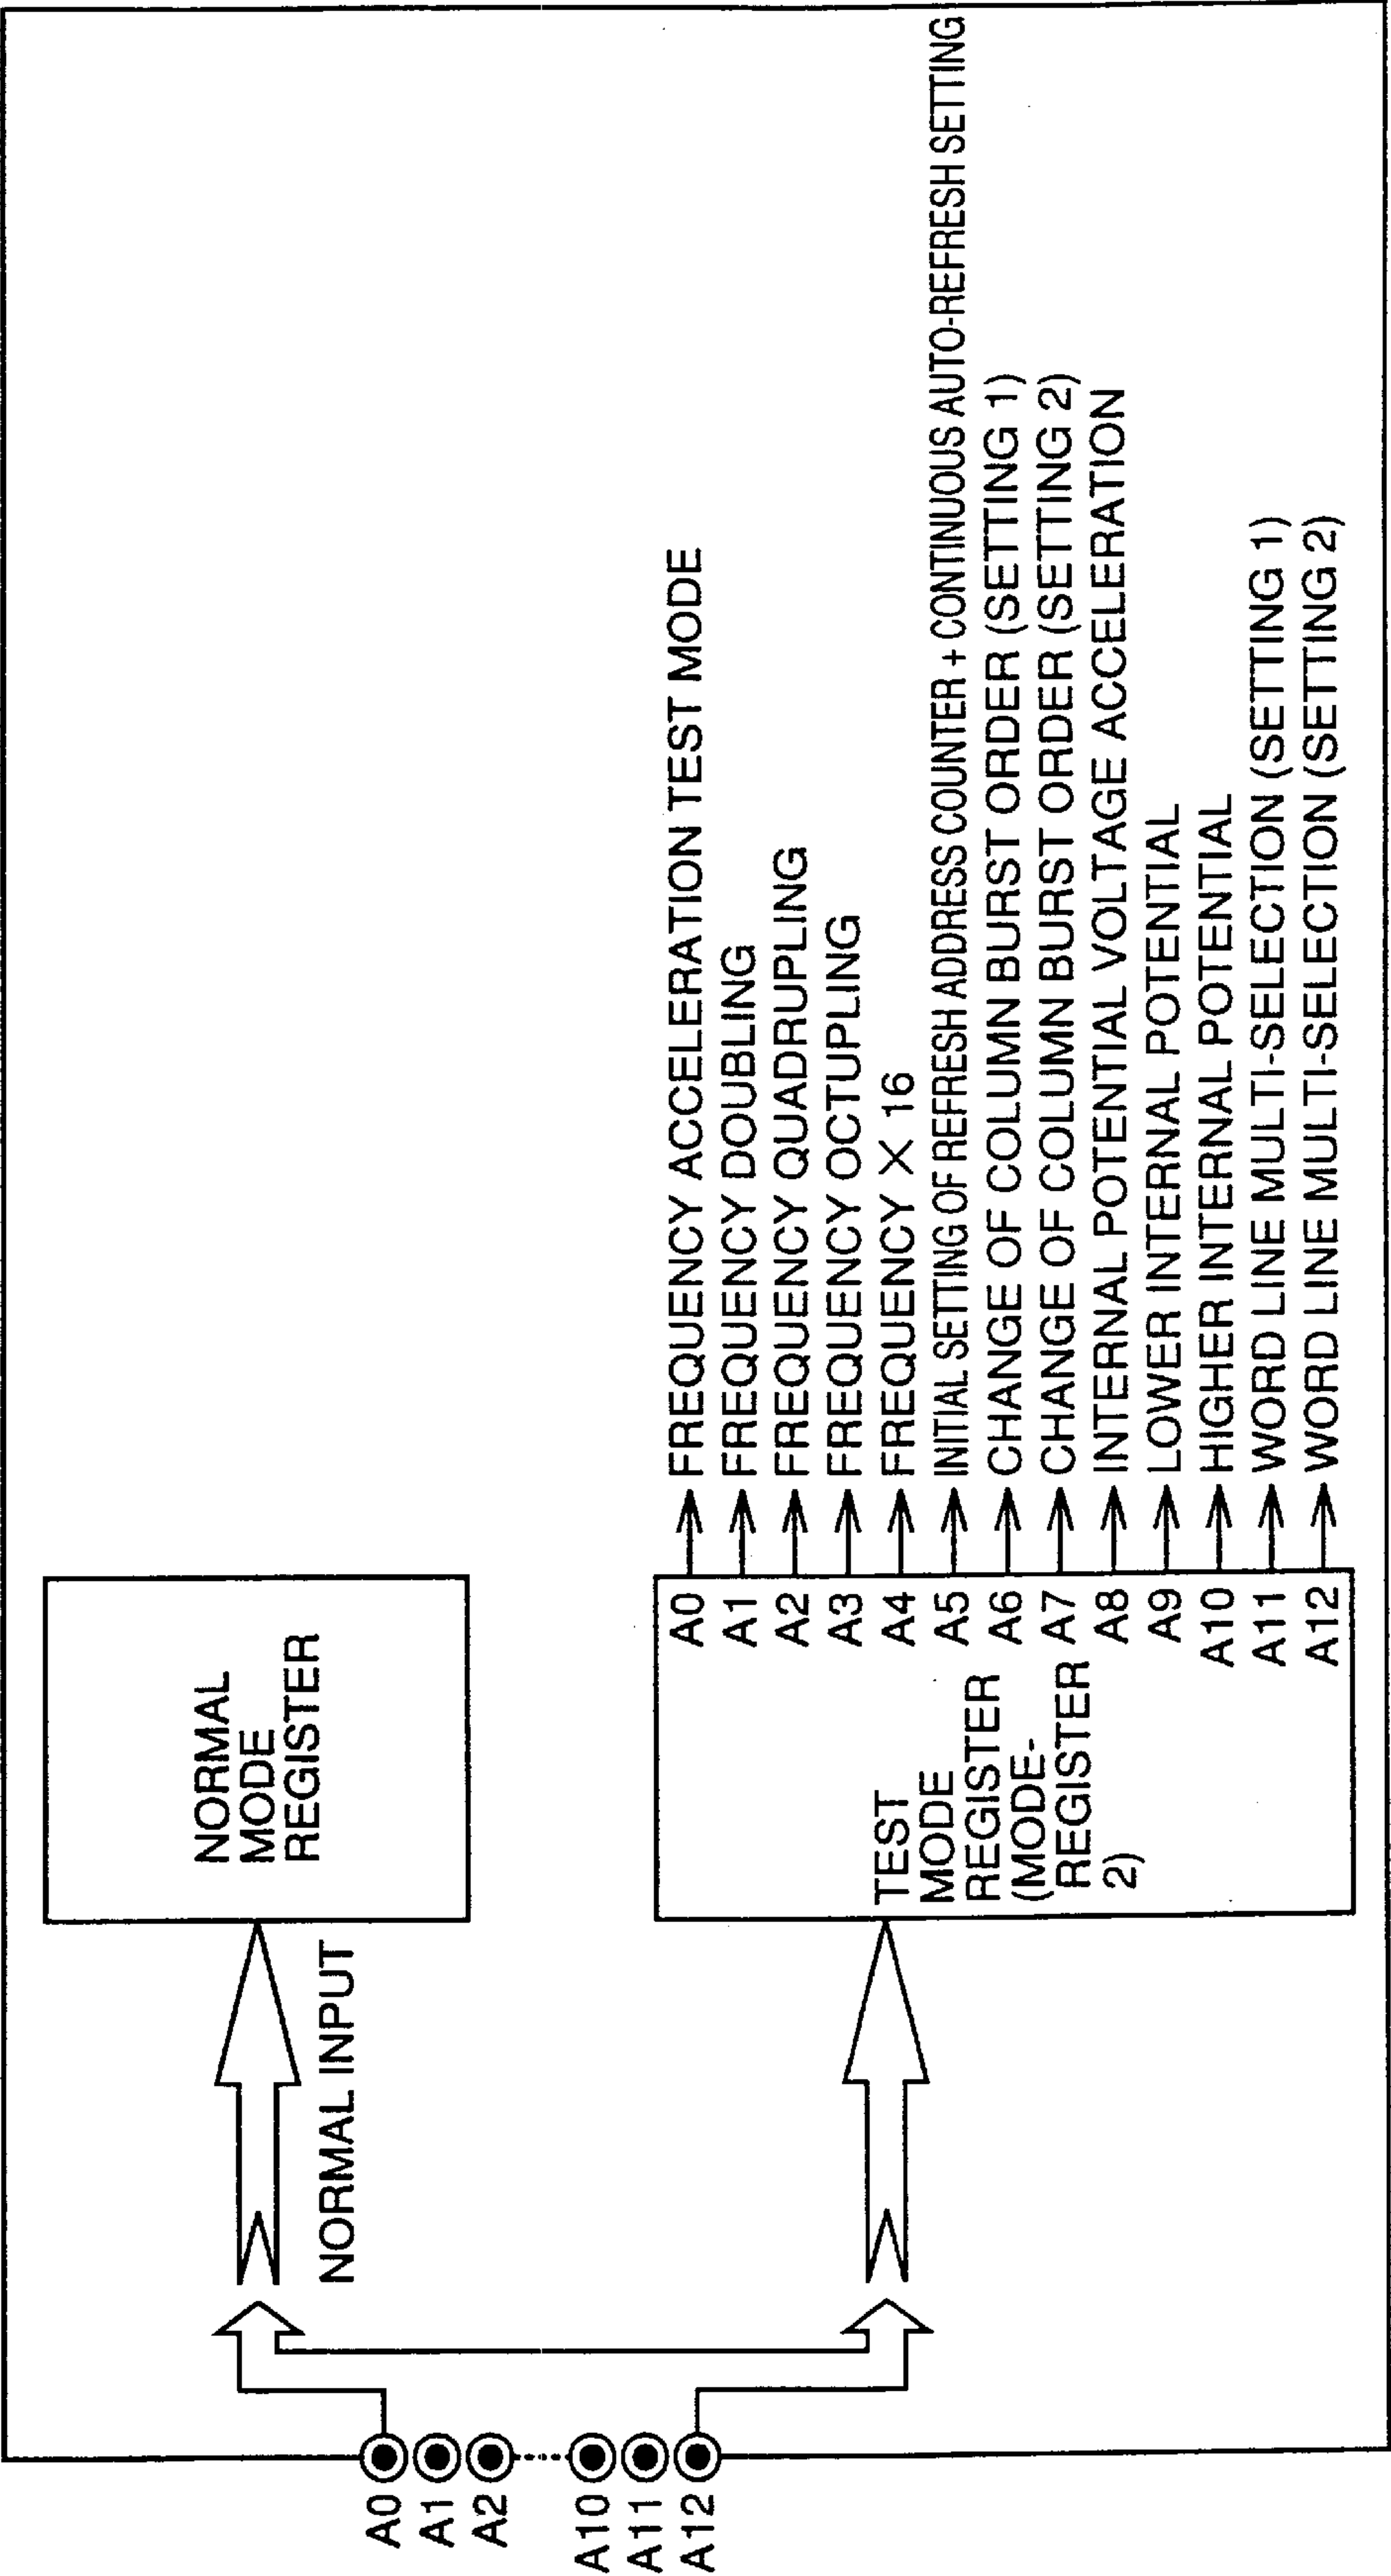 NORMAL
MODE
REGISTER
NORMAL INPUT
A0
A1
A2
A10
A11
A12
TEST
MODE
REGISTER
(MODE-
REGISTER
2)
A0 FREQUENCY ACCELERATION TEST MODE
A1 FREQUENCY DOUBLING
A2 FREQUENCY QUADRUPLING
A3 FREQUENCY OCTUPLING
A4 FREQUENCY × 16
A5 INITIAL SETTING OF REFRESH ADDRESS COUNTER + CONTINUOUS AUTO-REFRESH SETTING
A6 CHANGE OF COLUMN BURST ORDER (SETTING 1)
A7 CHANGE OF COLUMN BURST ORDER (SETTING 2)
A8 INTERNAL POTENTIAL VOLTAGE ACCELERATION
A9 LOWER INTERNAL POTENTIAL
A10 HIGHER INTERNAL POTENTIAL
A11 WORD LINE MULTI-SELECTION (SETTING 1)
A12 WORD LINE MULTI-SELECTION (SETTING 2)